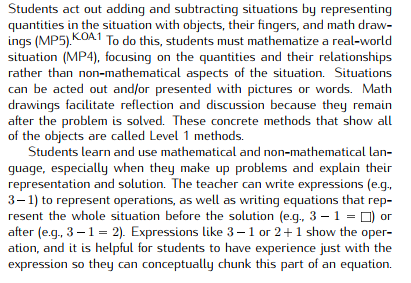 Students act out adding and subtracting situations by representing
quantities in the situation with objects, their fingers, and math draw-
ings (MP5).K.OA.1 To do this, students must mathematize a real-world
situation (MP4), focusing on the quantities and their relationships
rather than non-mathematical aspects of the situation. Situations
can be acted out and/or presented with pictures or words. Math
drawings facilitate reflection and discussion because they remain
after the problem is solved. These concrete methods that show all
of the objects are called Level 1 methods.
Students learn and use mathematical and non-mathematical lan-
guage, especially when they make up problems and explain their
representation and solution. The teacher can write expressions (e.g.,
3 − 1) to represent operations, as well as writing equations that rep-
resent the whole situation before the solution (e.g., 3 − 1 = □) or
after (e.g., 3 − 1 = 2). Expressions like 3 − 1 or 2 + 1 show the oper-
ation, and it is helpful for students to have experience just with the
expression so they can conceptually chunk this part of an equation.